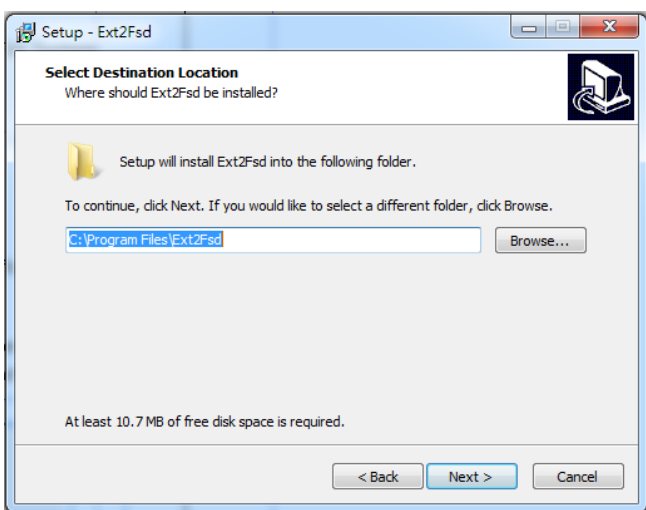 Setup - Ext2Fsd
Select Destination Location
Where should Ext2Fsd be installed?
Setup will install Ext2Fsd into the following folder.
To continue, click Next. If you would like to select a different folder, click Browse.
C:\Program Files\Ext2Fsd
Browse...
At least 10.7 MB of free disk space is required.
< Back
Next >
Cancel